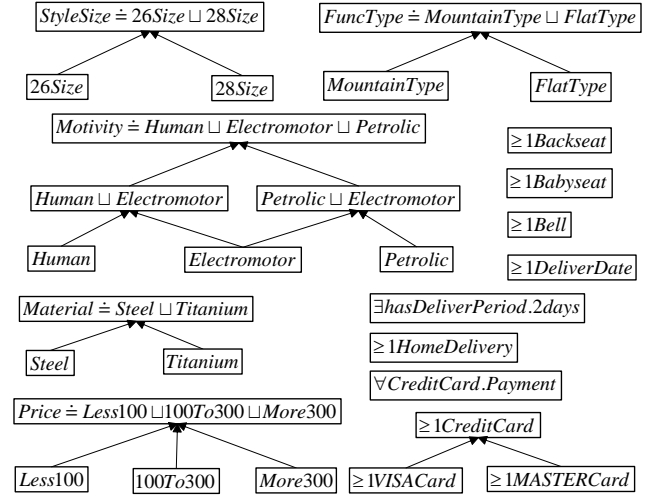 StyleSize ≐ 26Size ⊔ 28Size
26Size
28Size
FuncType ≐ MountainType ⊔ FlatType
MountainType
FlatType
Motivity ≐ Human ⊔ Electromotor ⊔ Petrolic
Human ⊔ Electromotor
Petrolic ⊔ Electromotor
Human
Electromotor
Petrolic
≥1Backseat
≥1Babyseat
≥1Bell
≥1DeliverDate
Material ≐ Steel ⊔ Titanium
Steel
Titanium
∃hasDeliverPeriod.2days
≥1HomeDelivery
∀CreditCard.Payment
Price ≐ Less100 ⊔ 100To300 ⊔ More300
Less100
100To300
More300
≥1CreditCard
≥1VISACard
≥1MASTERCard